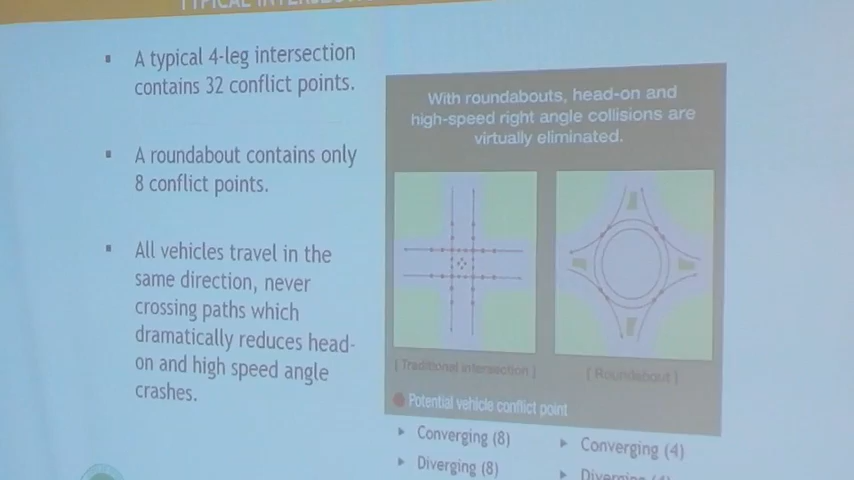 A typical 4-leg intersection
contains 32 conflict points.
A roundabout contains only
8 conflict points.
All vehicles travel in the
same direction, never
crossing paths which
dramatically reduces head-
on and high speed angle
crashes.
With roundabouts, head-on and
high-speed right angle collisions are
virtually eliminated.
[ Traditional intersection ]
[ Roundabout ]
Potential vehicle conflict point
Converging (8)
Diverging (8)
Converging (4)